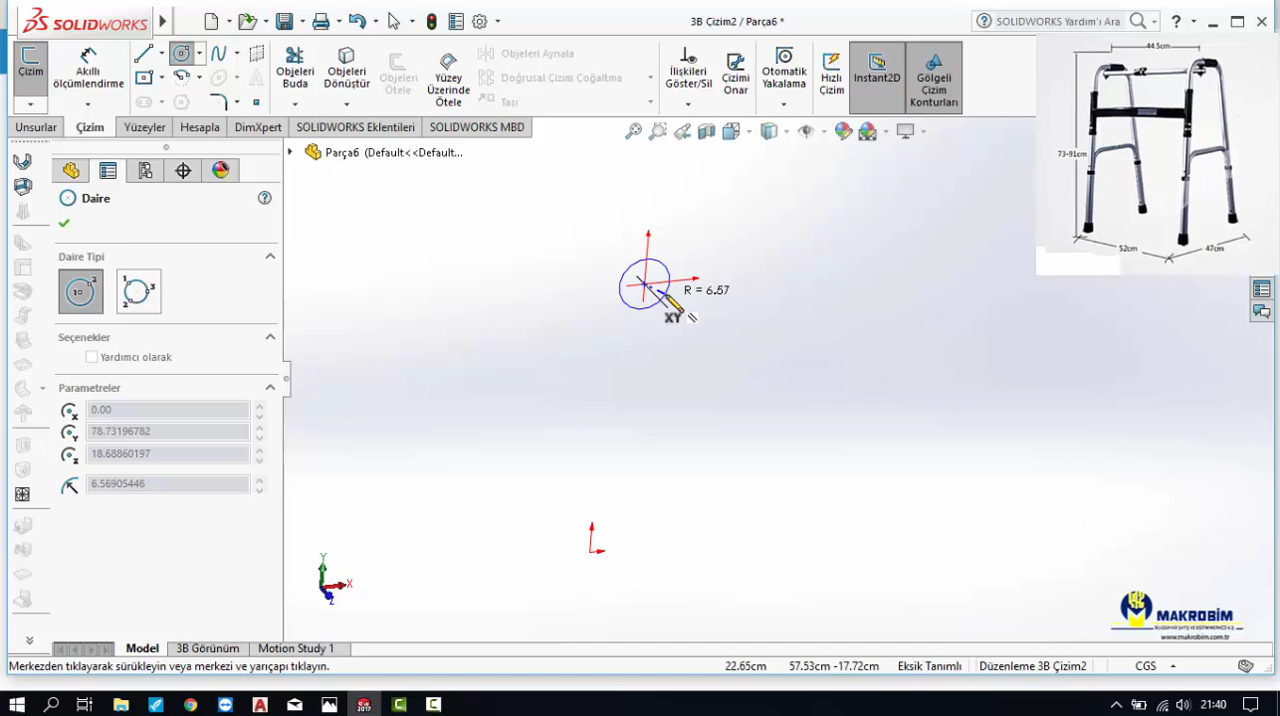 SOLIDWORKS
3B Çizim2 / Parça6 *
SOLIDWORKS Yardım'ı Ara
Çizim
Akıllı ölçümlendirme
Objeleri Buda
Objeleri Dönüştür
Objeleri Ötele
Yüzey Üzerinde Ötele
Objeleri Aynala
Doğrusal Çizim Çoğaltma
Taşı
İlişkileri Göster/Sil
Çizimi Onar
Otomatik Yakalama
Hızlı Çizim
Instant2D
Gölgeli Çizim Konturları
Unsurlar
Çizim
Yüzeyler
Hesapla
DimXpert
SOLIDWORKS Eklentileri
SOLIDWORKS MBD
Parça6 (Default<<Default...
Daire
Daire Tipi
Seçenekler
Yardımcı olarak
Parametreler
0.00
78.73196782
18.68860197
6.56905446
R = 6.57
XY
Y
X
Z
44.5cm
73-91cm
52cm
47cm
MAKROBİM
www.makrobim.com.tr
Model
3B Görünüm
Motion Study 1
Merkezden tıklayarak sürükleyin veya merkezi ve yarıçapı tıklayın.
22.65cm
57.53cm -17.72cm
Eksik Tanımlı
Düzenleme 3B Çizim2
CGS
21:40